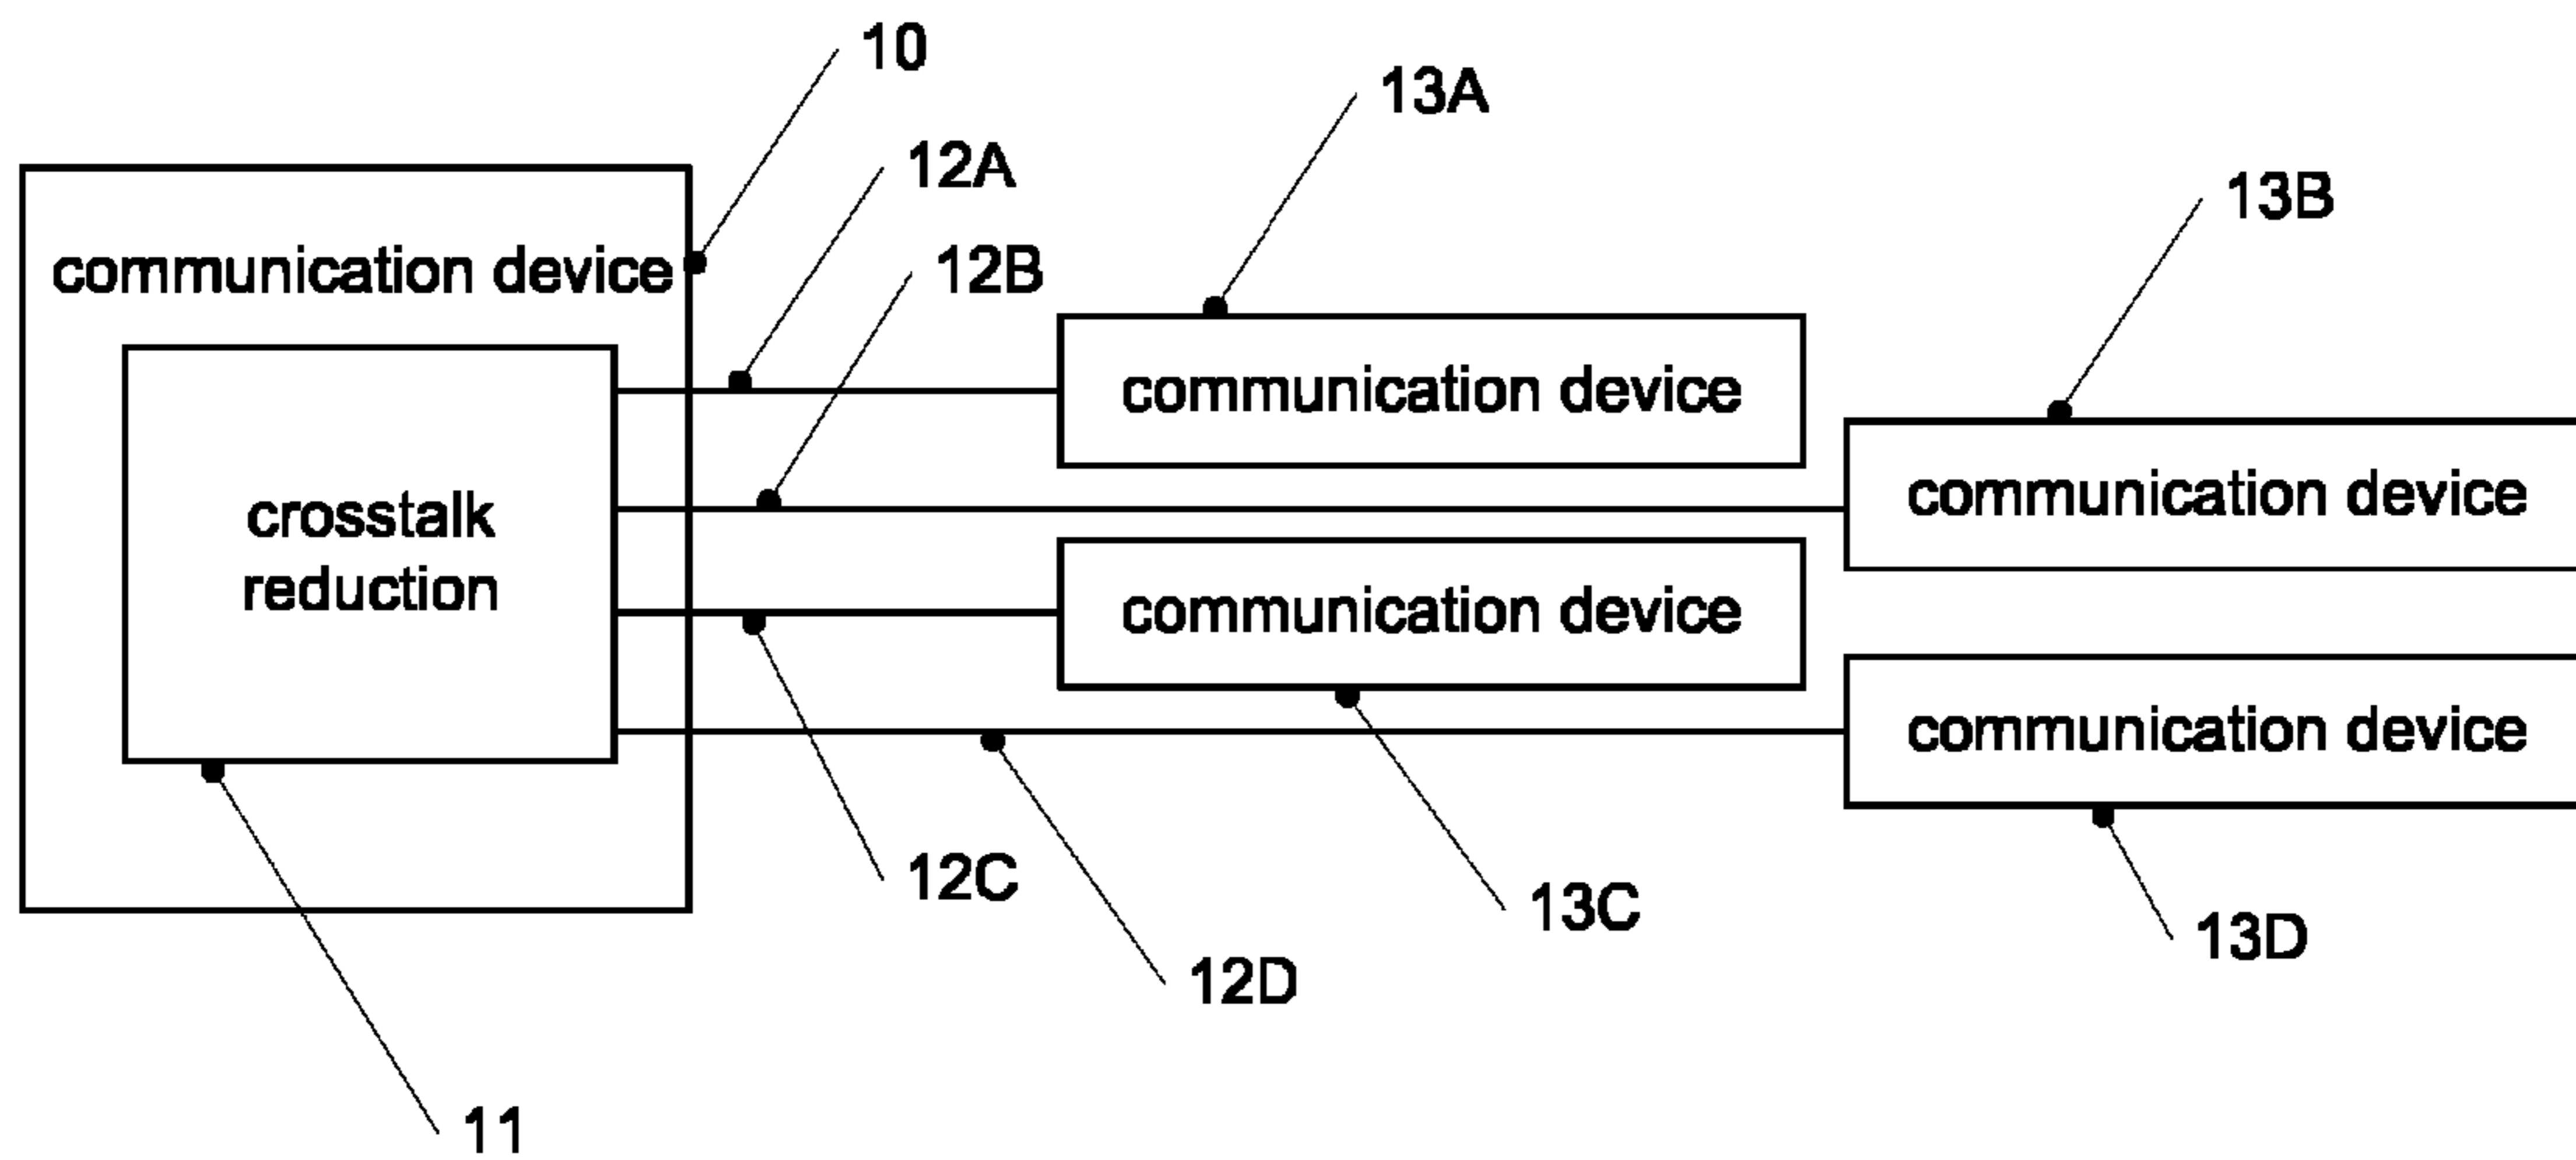 10
13A
12A
13B
communication device
12B
communication device
communication device
crosstalk
reduction
communication device
communication device
12C
13C
13D
12D
11